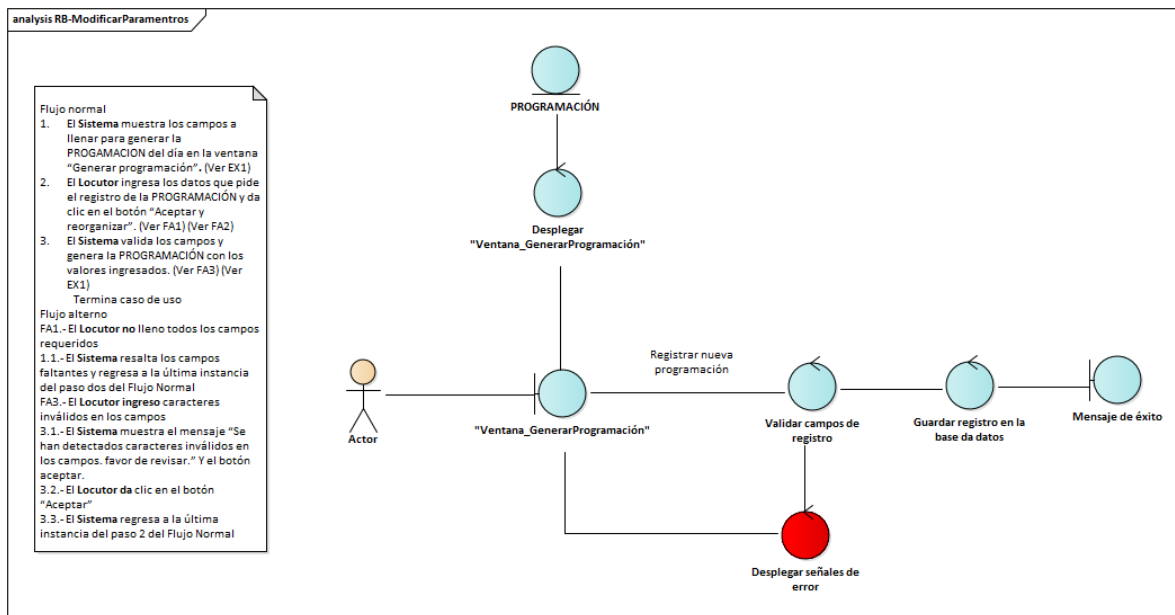 analysis RB-ModificarParamentros
Flujo normal
1. El Sistema muestra los campos a
llenar para generar la
PROGAMACION del día en la ventana
“Generar programación”. (Ver EX1)
2. El Locutor ingresa los datos que pide
el registro de la PROGRAMACIÓN y da
clic en el botón “Aceptar y
reorganizar”. (Ver FA1) (Ver FA2)
3. El Sistema valida los campos y
genera la PROGRAMACIÓN con los
valores ingresados. (Ver FA3) (Ver
EX1)
Termina caso de uso
Flujo alterno
FA1.- El Locutor no lleno todos los campos
requeridos
1.1.- El Sistema resalta los campos
faltantes y regresa a la última instancia
del paso dos del Flujo Normal
FA3.- El Locutor ingreso caracteres
inválidos en los campos
3.1.- El Sistema muestra el mensaje “Se
han detectados caracteres inválidos en
los campos. favor de revisar.” Y el botón
aceptar.
3.2.- El Locutor da clic en el botón
“Aceptar”
3.3.- El Sistema regresa a la última
instancia del paso 2 del Flujo Normal
PROGRAMACIÓN
Desplegar
"Ventana_GenerarProgramación"
Actor
"Ventana_GenerarProgramación"
Registrar nueva
programación
Validar campos de
registro
Guardar registro en la
base da datos
Mensaje de éxito
Desplegar señales de
error